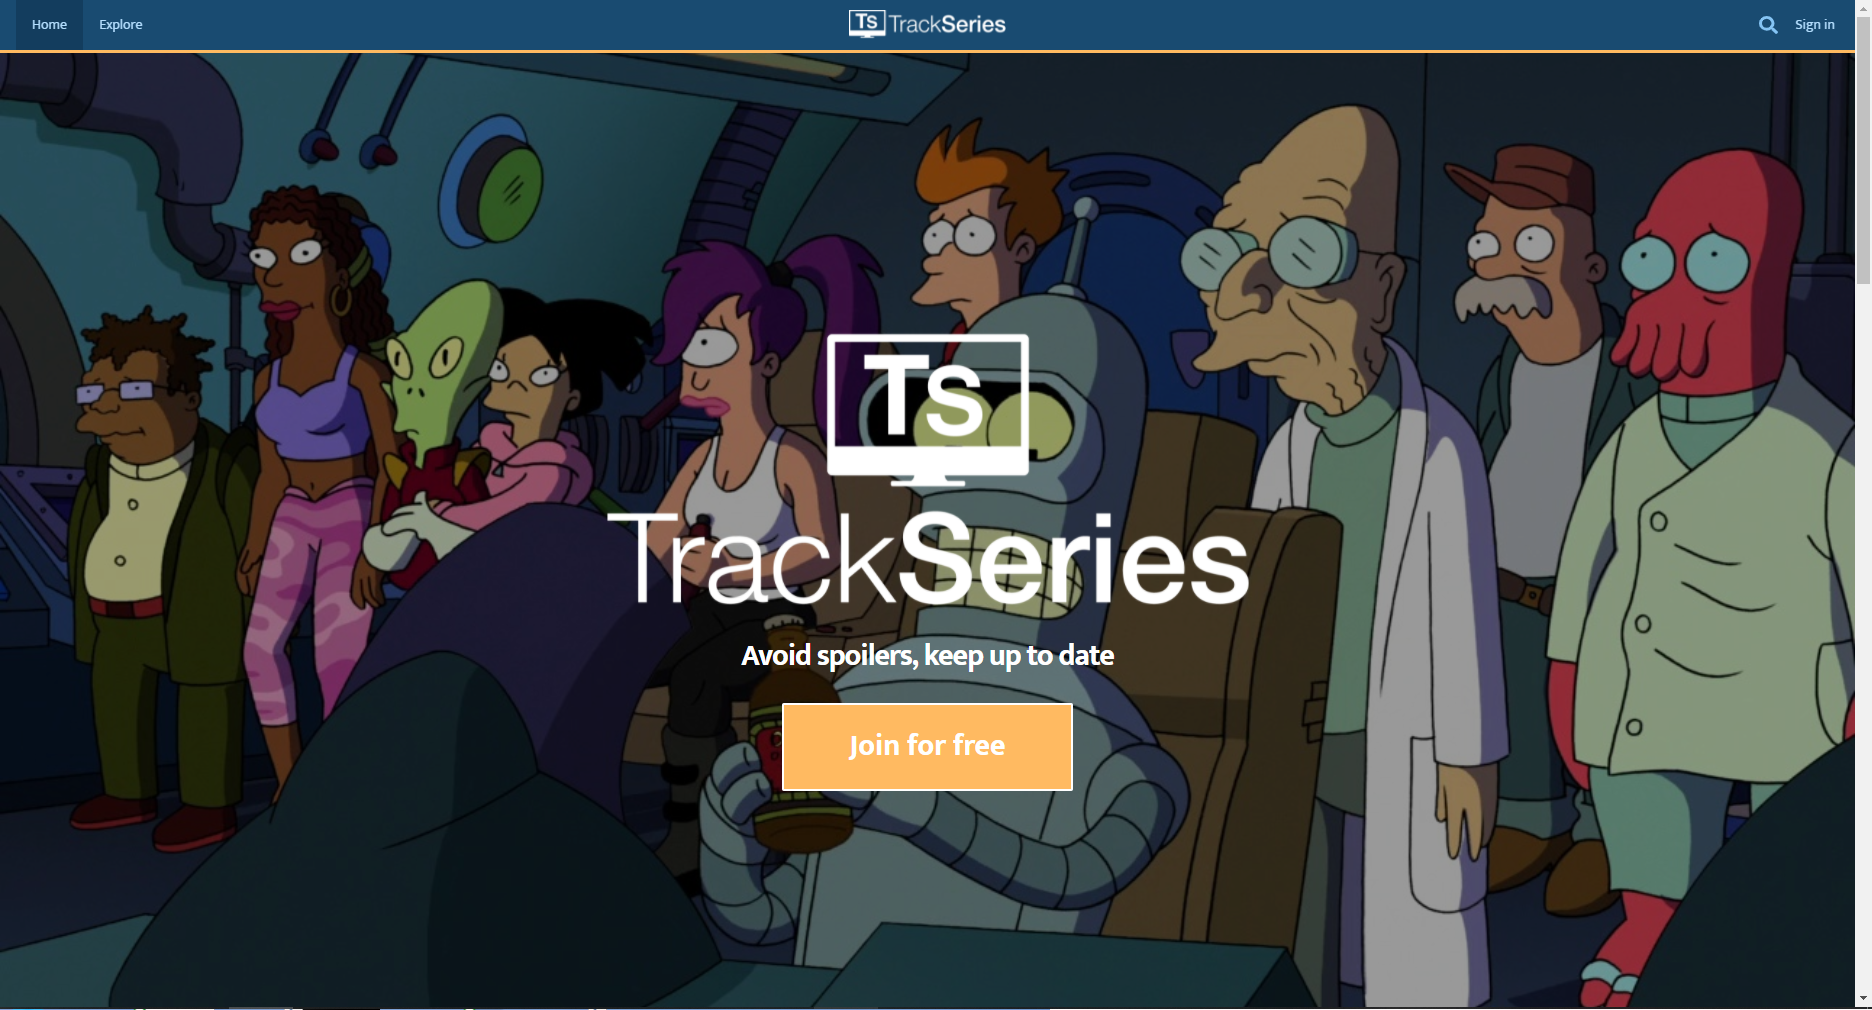 Home
Explore
Ts TrackSeries
Sign in
Ts
TrackSeries
Avoid spoilers, keep up to date
Join for free